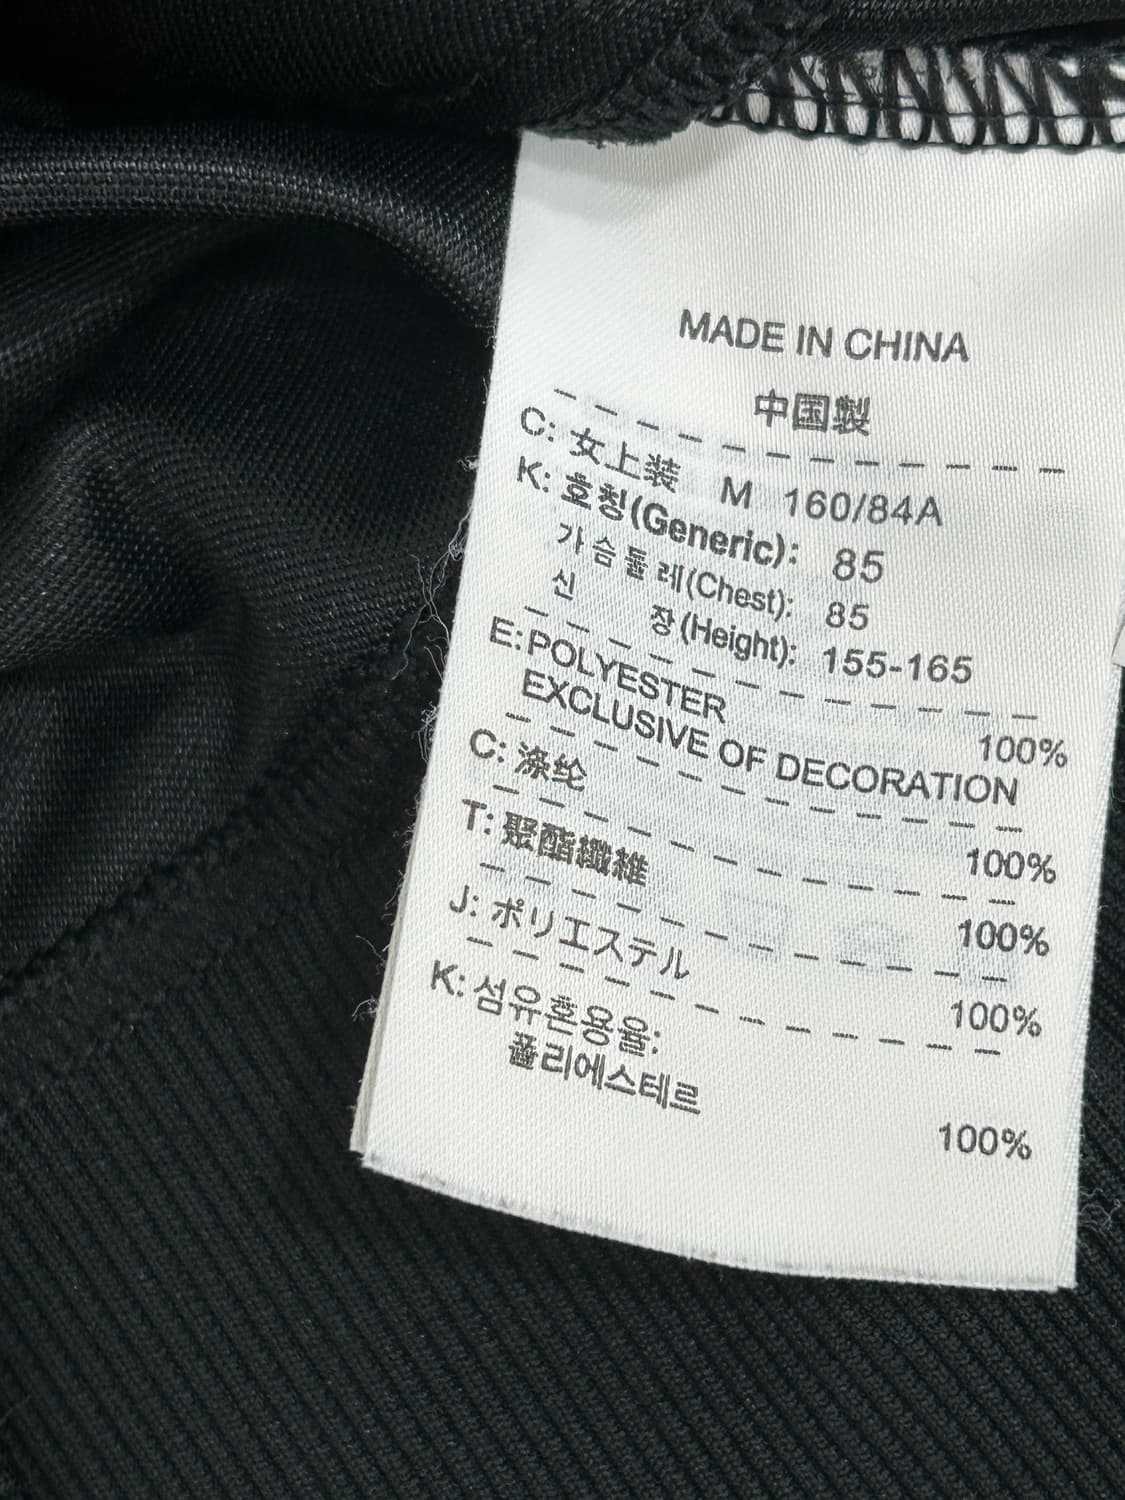 MADE IN CHINA
中国製
C: 女上装 M 160/84A
K: 호칭(Generic): 85
가슴둘레(Chest): 85
신 장(Height): 155-165
E: POLYESTER 100%
EXCLUSIVE OF DECORATION
C: 涤纶 100%
T: 聚酯纖維 100%
J: ポリエステル 100%
K: 섬유혼용율:
폴리에스테르 100%